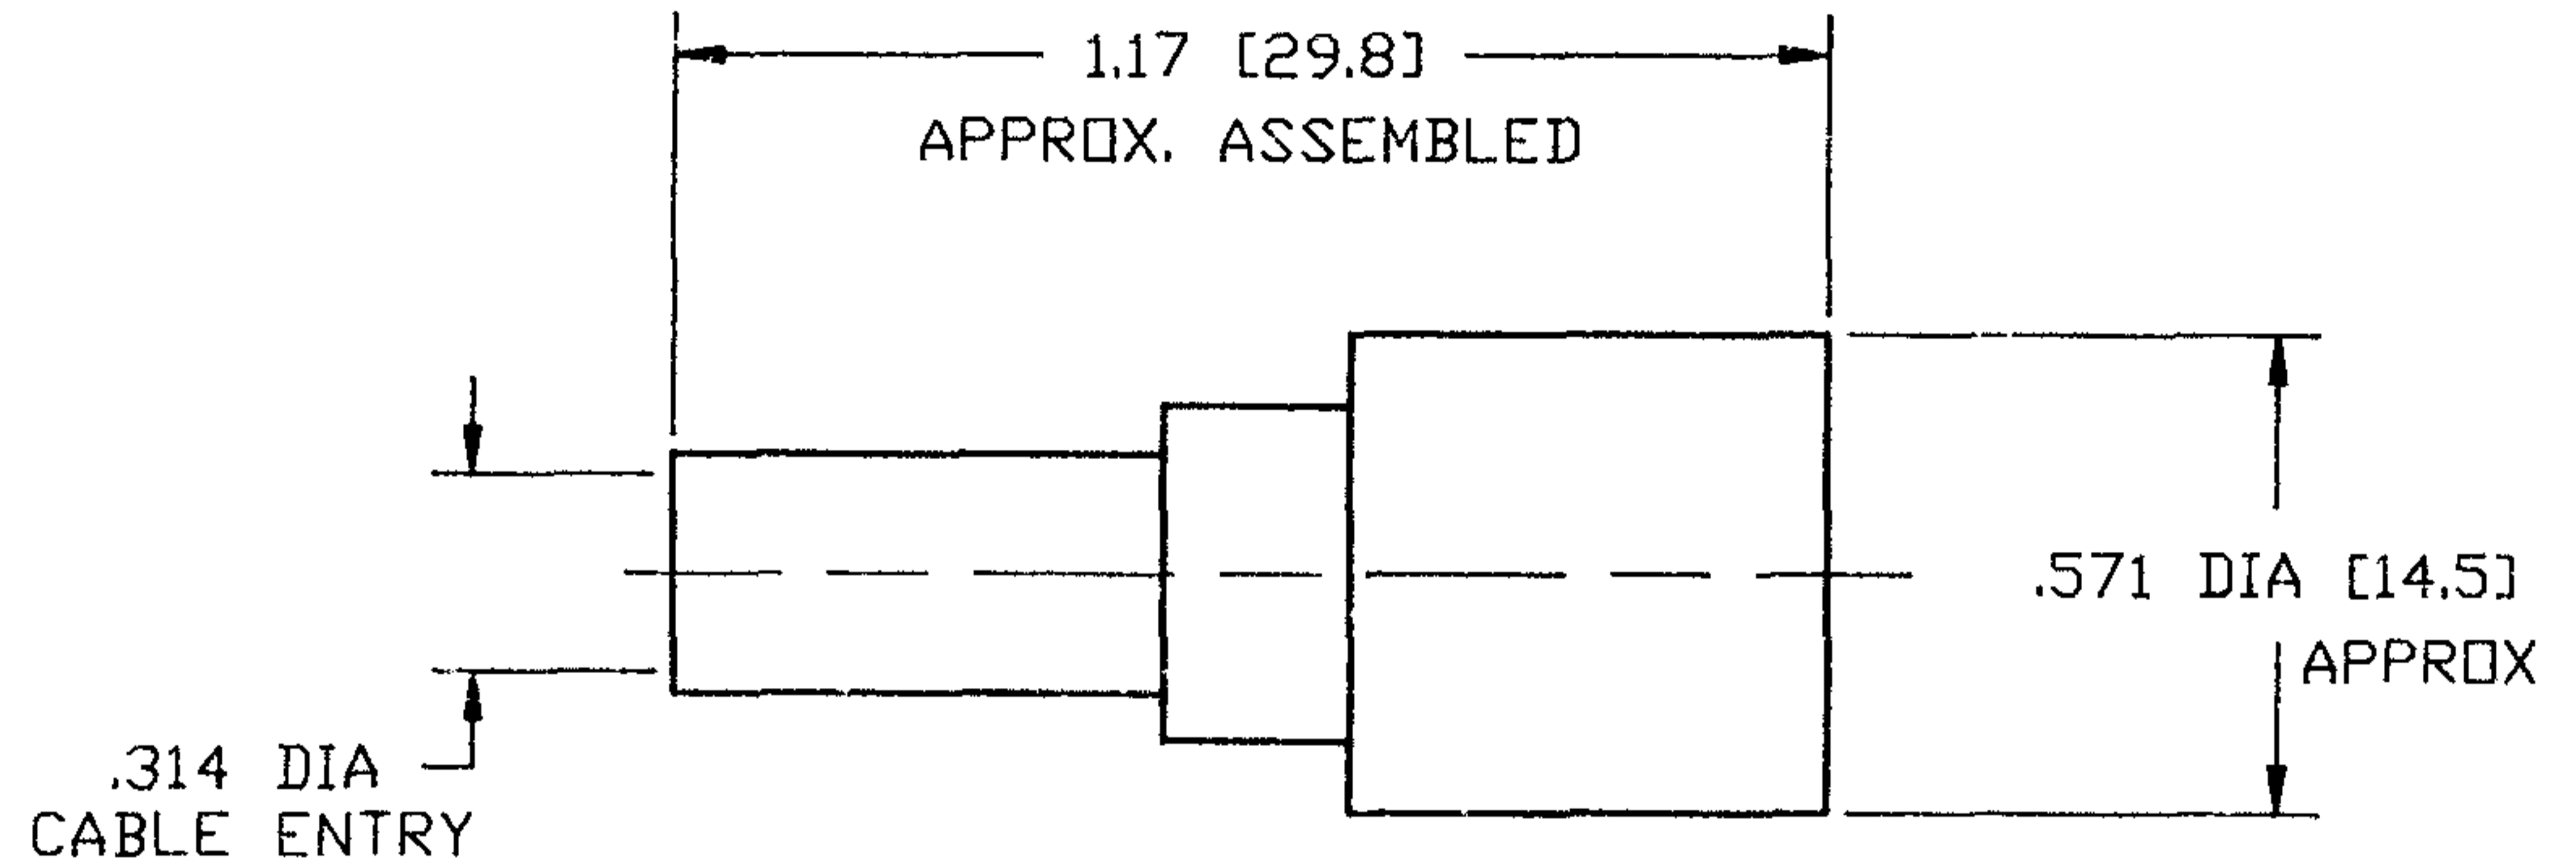 1.17 [29.8]
APPROX. ASSEMBLED
.571 DIA [14.5]
APPROX
.314 DIA
CABLE ENTRY